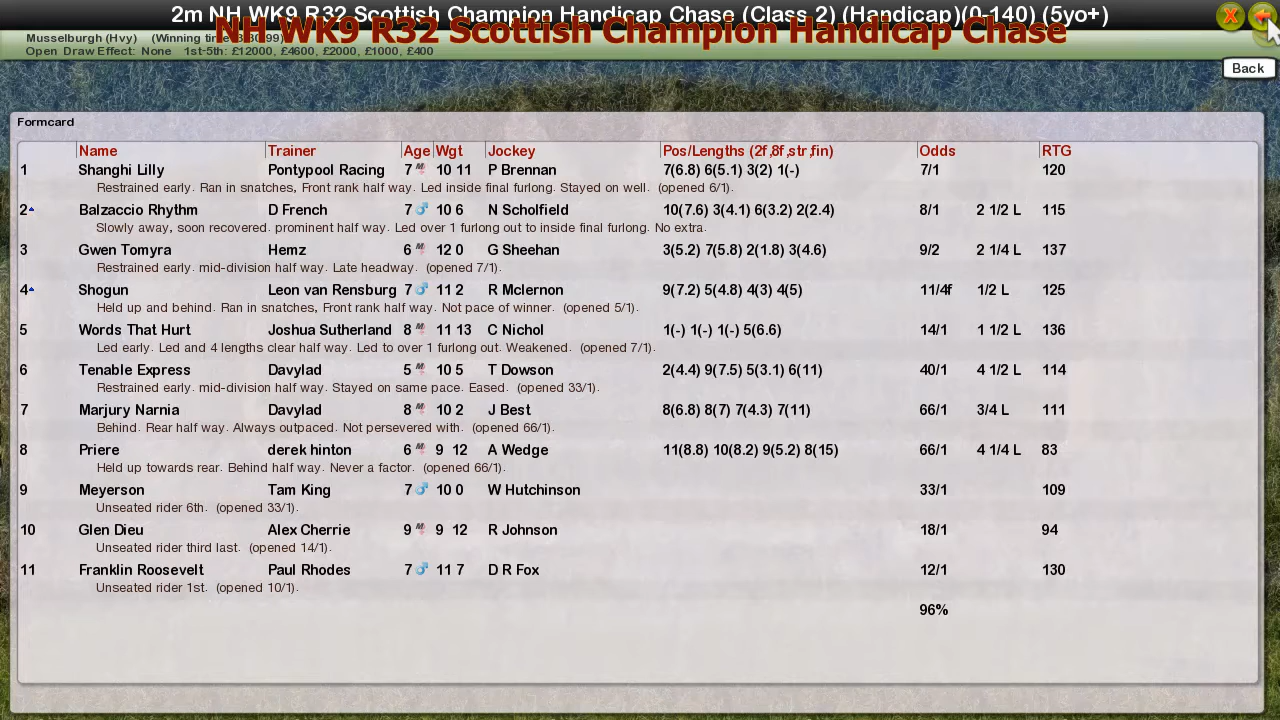 2m NH WK9 R32 Scottish Champion Handicap Chase (Class 2) (Handicap)(0-140) (5yo+)
NH WK9 R32 Scottish Champion Handicap Chase
Musselburgh (Hvy) (Winning time
Open Draw Effect: None 1st-5th: £12000, £4600, £2000, £1000, £400
X
Back
Formcard
Name Trainer Age Wgt Jockey Pos/Lengths (2f,8f,str,fin) Odds RTG
1 Shanghi Lilly Pontypool Racing 7 10 11 P Brennan 7(6.8) 6(5.1) 3(2) 1(-) 7/1 120
Restrained early. Ran in snatches, Front rank half way. Led inside final furlong. Stayed on well. (opened 6/1).
2 Balzaccio Rhythm D French 7 10 6 N Scholfield 10(7.6) 3(4.1) 6(3.2) 2(2.4) 8/1 2 1/2 L 115
Slowly away, soon recovered. prominent half way. Led over 1 furlong out to inside final furlong. No extra.
3 Gwen Tomyra Hemz 6 12 0 G Sheehan 3(5.2) 7(5.8) 2(1.8) 3(4.6) 9/2 2 1/4 L 137
Restrained early. mid-division half way. Late headway. (opened 7/1).
4 Shogun Leon van Rensburg 7 11 2 R Mclernon 9(7.2) 5(4.8) 4(3) 4(5) 11/4f 1/2 L 125
Held up and behind. Ran in snatches, Front rank half way. Not pace of winner. (opened 5/1).
5 Words That Hurt Joshua Sutherland 8 11 13 C Nichol 1(-) 1(-) 1(-) 5(6.6) 14/1 1 1/2 L 136
Led early. Led and 4 lengths clear half way. Led to over 1 furlong out. Weakened. (opened 7/1).
6 Tenable Express Davylad 5 10 5 T Dowson 2(4.4) 9(7.5) 5(3.1) 6(11) 40/1 4 1/2 L 114
Restrained early. mid-division half way. Stayed on same pace. Eased. (opened 33/1).
7 Marjury Narnia Davylad 8 10 2 J Best 8(6.8) 8(7) 7(4.3) 7(11) 66/1 3/4 L 111
Behind. Rear half way. Always outpaced. Not persevered with. (opened 66/1).
8 Priere derek hinton 6 9 12 A Wedge 11(8.8) 10(8.2) 9(5.2) 8(15) 66/1 4 1/4 L 83
Held up towards rear. Behind half way. Never a factor. (opened 66/1).
9 Meyerson Tam King 7 10 0 W Hutchinson 33/1 109
Unseated rider 6th. (opened 33/1).
10 Glen Dieu Alex Cherrie 9 9 12 R Johnson 18/1 94
Unseated rider third last. (opened 14/1).
11 Franklin Roosevelt Paul Rhodes 7 11 7 D R Fox 12/1 130
Unseated rider 1st. (opened 10/1).
96%